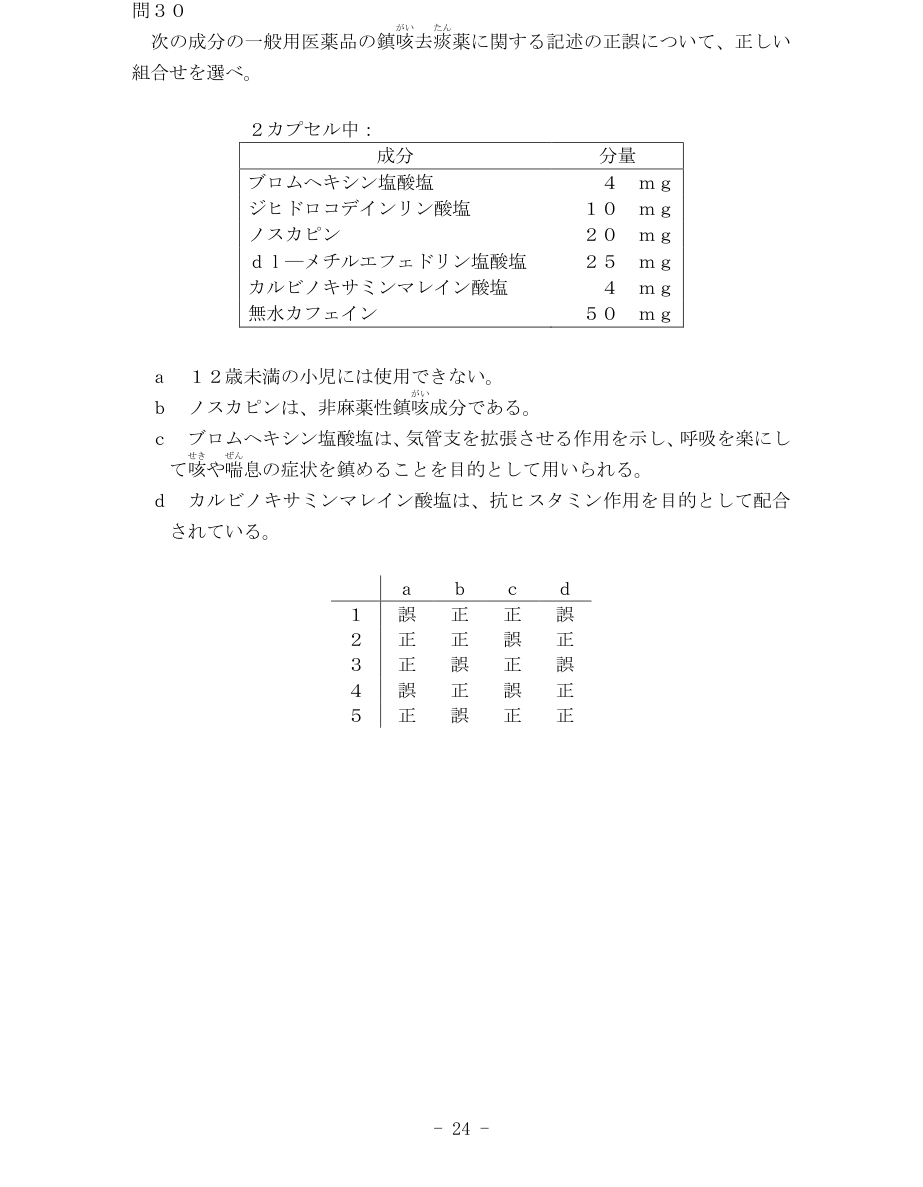 問３０
次の成分の一般用医薬品の鎮咳去痰薬に関する記述の正誤について、正しい
組合せを選べ。
がい たん
２カプセル中：
成分 分量
ブロムヘキシン塩酸塩 ４ ｍｇ
ジヒドロコデインリン酸塩 １０ ｍｇ
ノスカピン ２０ ｍｇ
ｄｌ―メチルエフェドリン塩酸塩 ２５ ｍｇ
カルビノキサミンマレイン酸塩 ４ ｍｇ
無水カフェイン ５０ ｍｇ
ａ １２歳未満の小児には使用できない。
がい
ｂ ノスカピンは、非麻薬性鎮咳成分である。
ｃ ブロムヘキシン塩酸塩は、気管支を拡張させる作用を示し、呼吸を楽にし
せき ぜん
て咳や喘息の症状を鎮めることを目的として用いられる。
ｄ カルビノキサミンマレイン酸塩は、抗ヒスタミン作用を目的として配合
されている。
ａ ｂ ｃ ｄ
１ 誤 正 正 誤
２ 正 正 誤 正
３ 正 誤 正 誤
４ 誤 正 誤 正
５ 正 誤 正 正
- 24 -